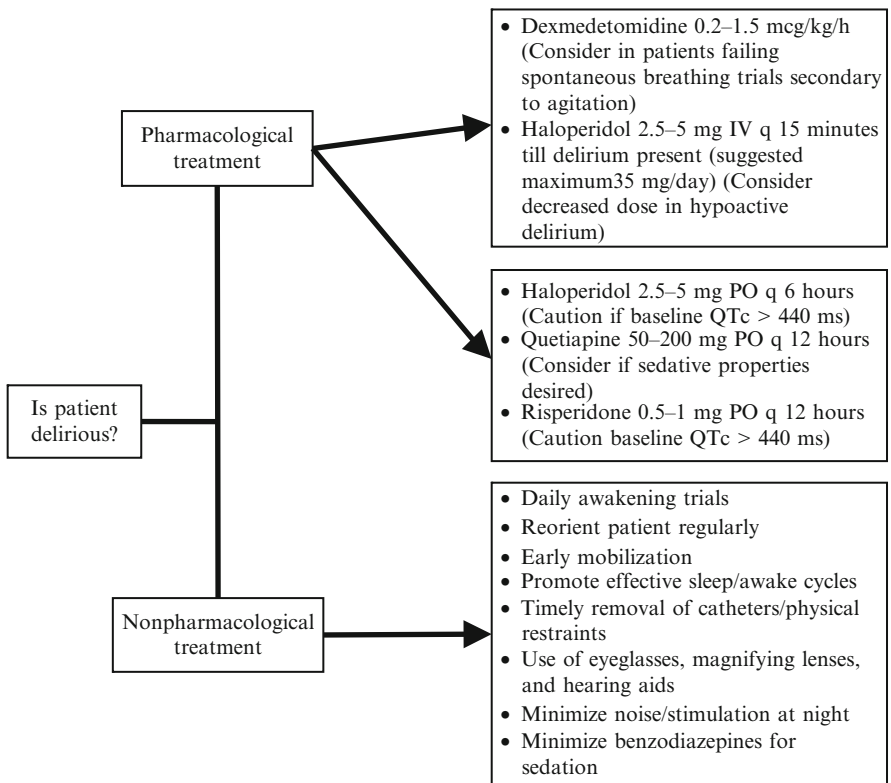 • Dexmedetomidine 0.2–1.5 mcg/kg/h
(Consider in patients failing
spontaneous breathing trials secondary
to agitation)
• Haloperidol 2.5–5 mg IV q 15 minutes
till delirium present (suggested
maximum35 mg/day) (Consider
decreased dose in hypoactive
delirium)
Pharmacological
treatment
• Haloperidol 2.5–5 mg PO q 6 hours
(Caution if baseline QTc > 440 ms)
• Quetiapine 50–200 mg PO q 12 hours
(Consider if sedative properties
desired)
• Risperidone 0.5–1 mg PO q 12 hours
(Caution baseline QTc > 440 ms)
Is patient
delirious?
• Daily awakening trials
• Reorient patient regularly
• Early mobilization
• Promote effective sleep/awake cycles
• Timely removal of catheters/physical
restraints
• Use of eyeglasses, magnifying lenses,
and hearing aids
• Minimize noise/stimulation at night
• Minimize benzodiazepines for
sedation
Nonpharmacological
treatment